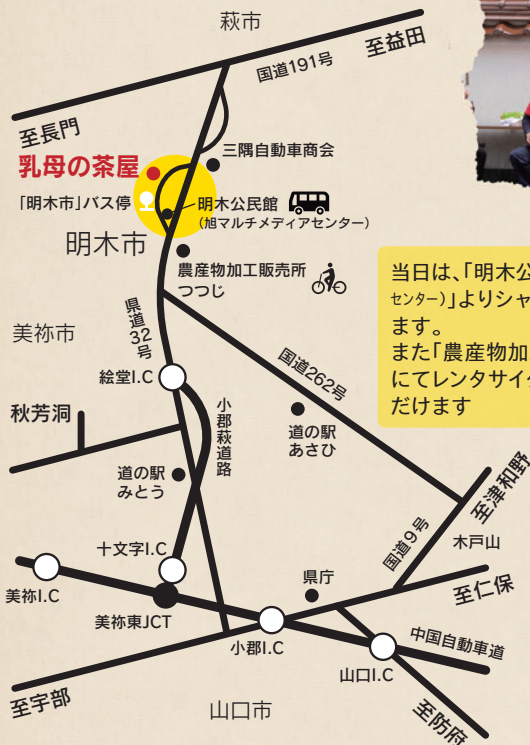 萩市
国道191号
至益田
至長門
乳母の茶屋
三隅自動車商会
「明木市」バス停
明木公民館
(旭マルチメディアセンター)
明木市
農産物加工販売所
つつじ
県道32号
美祢市
絵堂I.C
国道262号
秋芳洞
小郡萩道路
道の駅
あさひ
道の駅
みとう
至津和野
国道9号
木戸山
十文字I.C
美祢I.C
県庁
至仁保
美祢東JCT
小郡I.C
中国自動車道
山口I.C
至宇部
山口市
至防府
当日は、「明木公
センター)」よりシャ
ます。
また「農産物加
にてレンタサイク
だけます